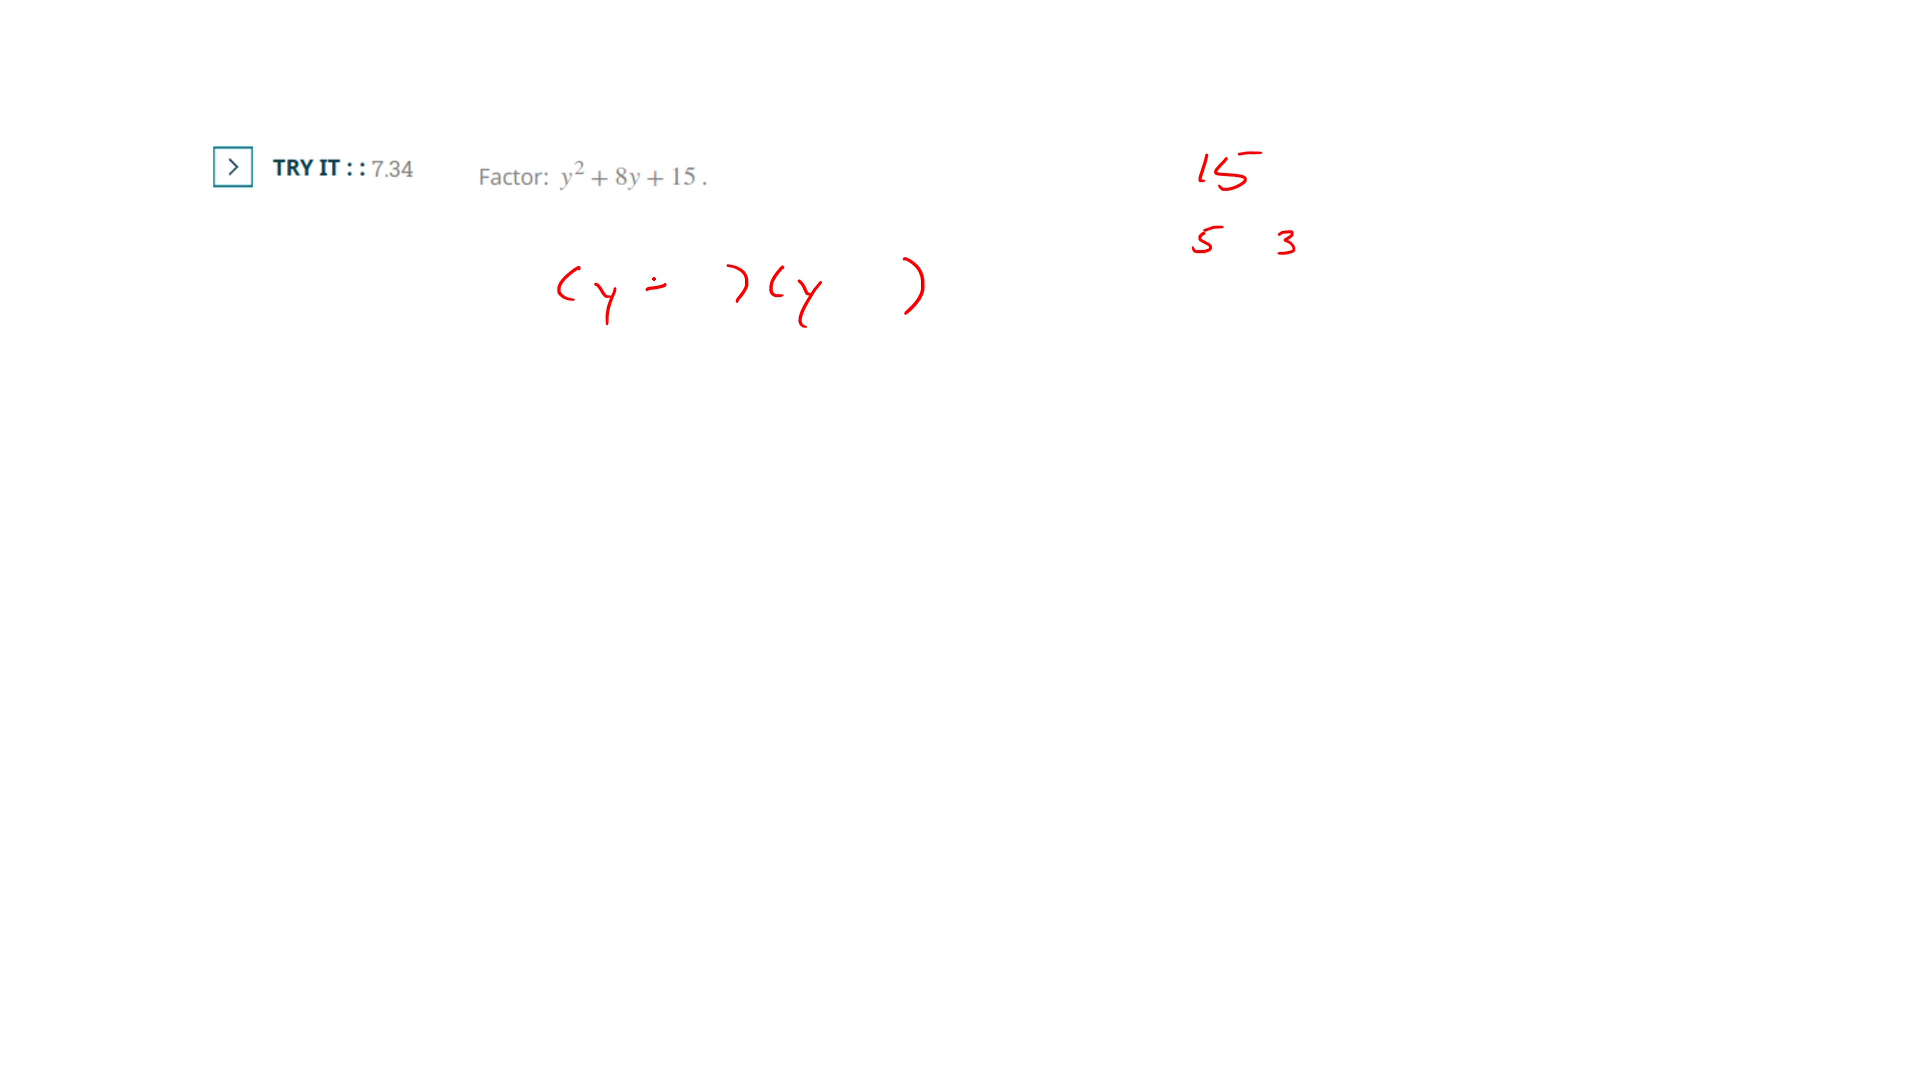 > TRY IT : : 7.34 Factor: y² + 8y + 15 .
15
5 3
(y - )(y )